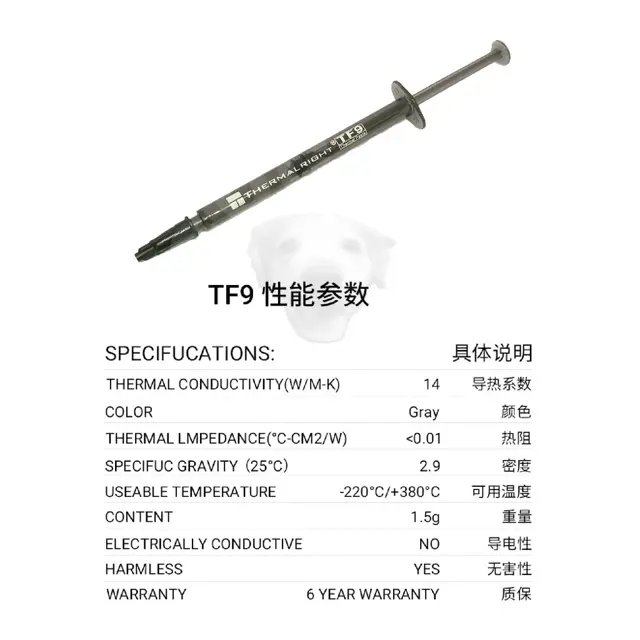 THERMALRIGHT® TF9
TF9 性能参数
SPECIFUCATIONS: 具体说明
THERMAL CONDUCTIVITY(W/M-K) 14 导热系数
COLOR Gray 颜色
THERMAL LMPEDANCE(°C-CM2/W) <0.01 热阻
SPECIFUC GRAVITY（25°C） 2.9 密度
USEABLE TEMPERATURE -220°C/+380°C 可用温度
CONTENT 1.5g 重量
ELECTRICALLY CONDUCTIVE NO 导电性
HARMLESS YES 无害性
WARRANTY 6 YEAR WARRANTY 质保